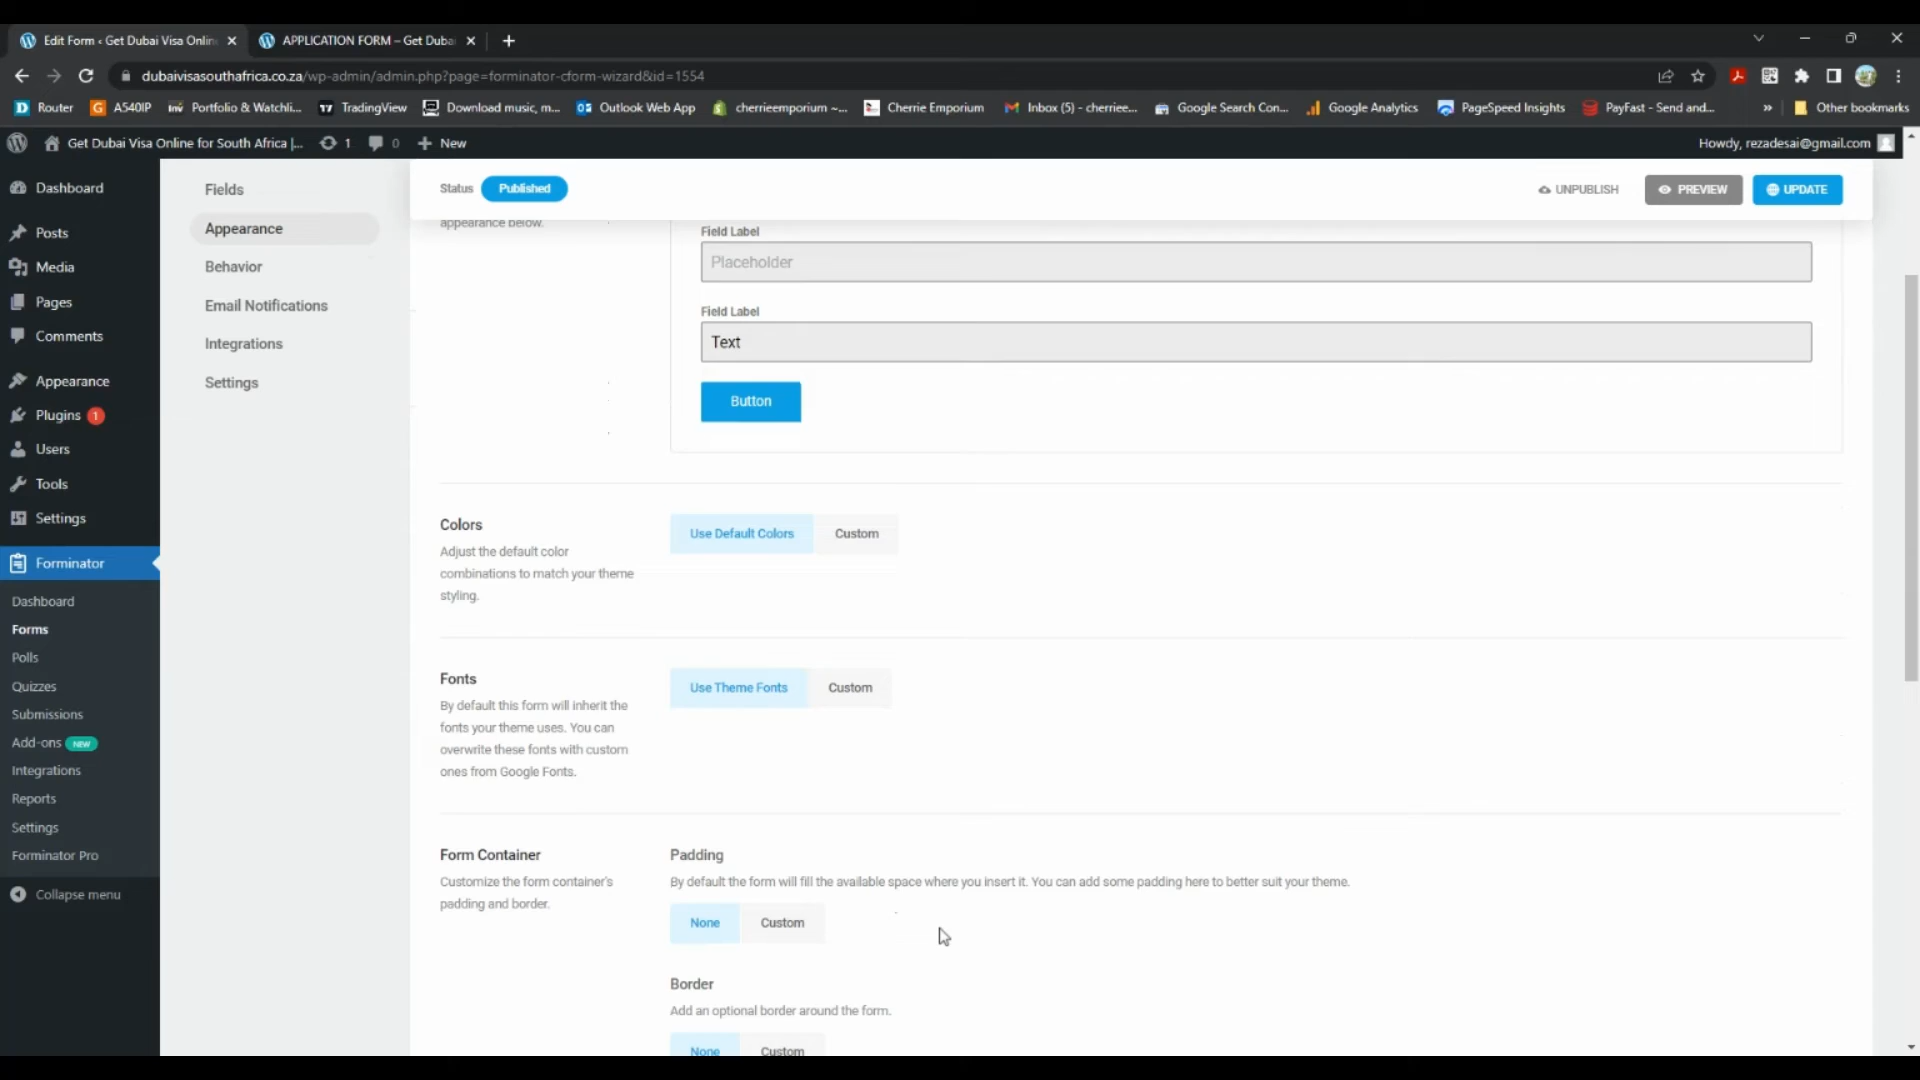 Edit Form ‹ Get Dubai Visa Onlin
APPLICATION FORM – Get Duba
dubaivisasouthafrica.co.za/wp-admin/admin.php?page=forminator-cform-wizard&id=1554
Router
A540IP
Portfolio & Watchli...
TradingView
Download music, m...
Outlook Web App
cherrieemporium ~...
Cherrie Emporium
Inbox (5) - cherriee...
Google Search Con...
Google Analytics
PageSpeed Insights
PayFast - Send and...
»
Other bookmarks
Get Dubai Visa Online for South Africa |...
1
0
New
Howdy, rezadesai@gmail.com
Dashboard
Posts
Media
Pages
Comments
Appearance
Plugins 1
Users
Tools
Settings
Forminator
Dashboard
Forms
Polls
Quizzes
Submissions
Add-ons NEW
Integrations
Reports
Settings
Forminator Pro
Collapse menu
Fields
Appearance
Behavior
Email Notifications
Integrations
Settings
Status Published
UNPUBLISH
PREVIEW
UPDATE
appearance below.
Field Label
Placeholder
Field Label
Text
Button
Colors
Adjust the default color
combinations to match your theme
styling.
Use Default Colors
Custom
Fonts
By default this form will inherit the
fonts your theme uses. You can
overwrite these fonts with custom
ones from Google Fonts.
Use Theme Fonts
Custom
Form Container
Customize the form container's
padding and border.
Padding
By default the form will fill the available space where you insert it. You can add some padding here to better suit your theme.
None
Custom
Border
Add an optional border around the form.
None
Custom